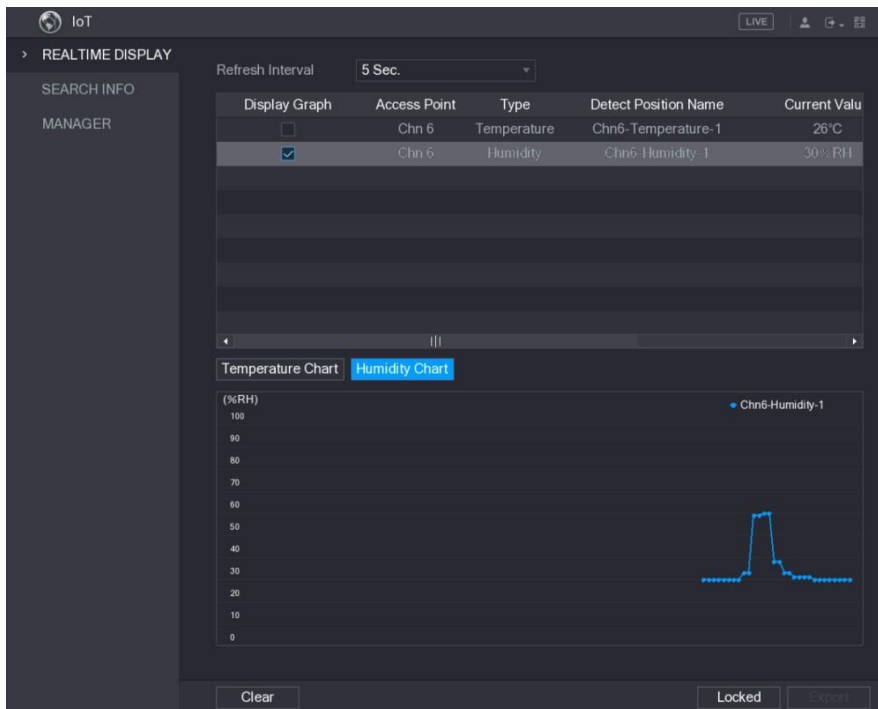 IoT
LIVE
REALTIME DISPLAY
SEARCH INFO
MANAGER
Refresh Interval 5 Sec.
Display Graph Access Point Type Detect Position Name Current Valu
Chn 6 Temperature Chn6-Temperature-1 26°C
Chn 6 Humidity Chn6-Humidity-1 30% RH
Temperature Chart Humidity Chart
(%RH)
Chn6-Humidity-1
100
90
80
70
60
50
40
30
20
10
0
Clear Locked Export